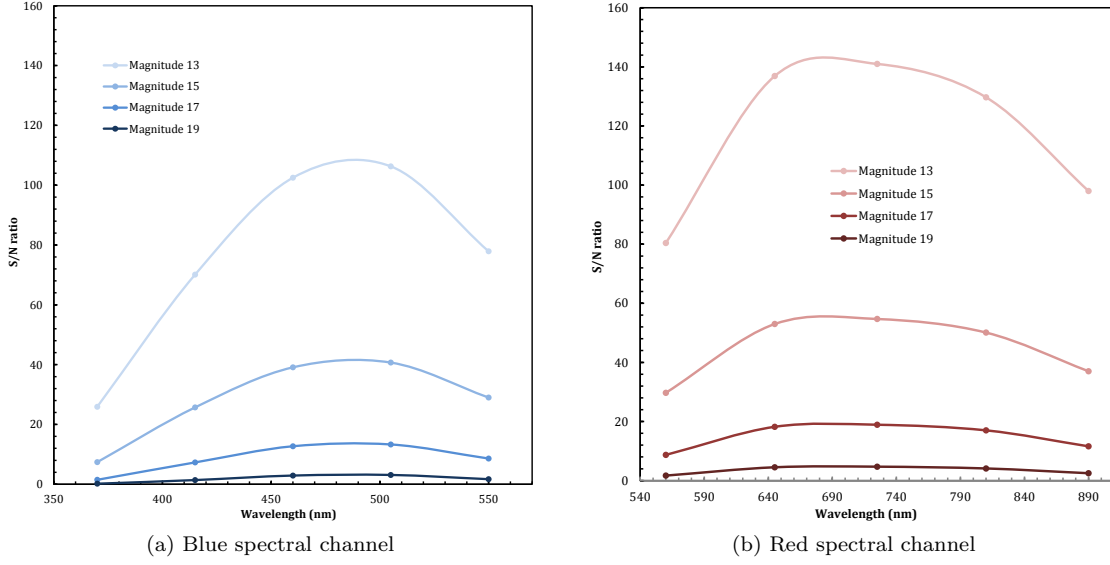 160
140
120
100
80
60
40
20
0
S/N ratio
Magnitude 13
Magnitude 15
Magnitude 17
Magnitude 19
350 400 450 500 550
Wavelength (nm)
(a) Blue spectral channel
160
140
120
100
80
60
40
20
0
S/N ratio
Magnitude 13
Magnitude 15
Magnitude 17
Magnitude 19
540 590 640 690 740 790 840 890
Wavelength (nm)
(b) Red spectral channel